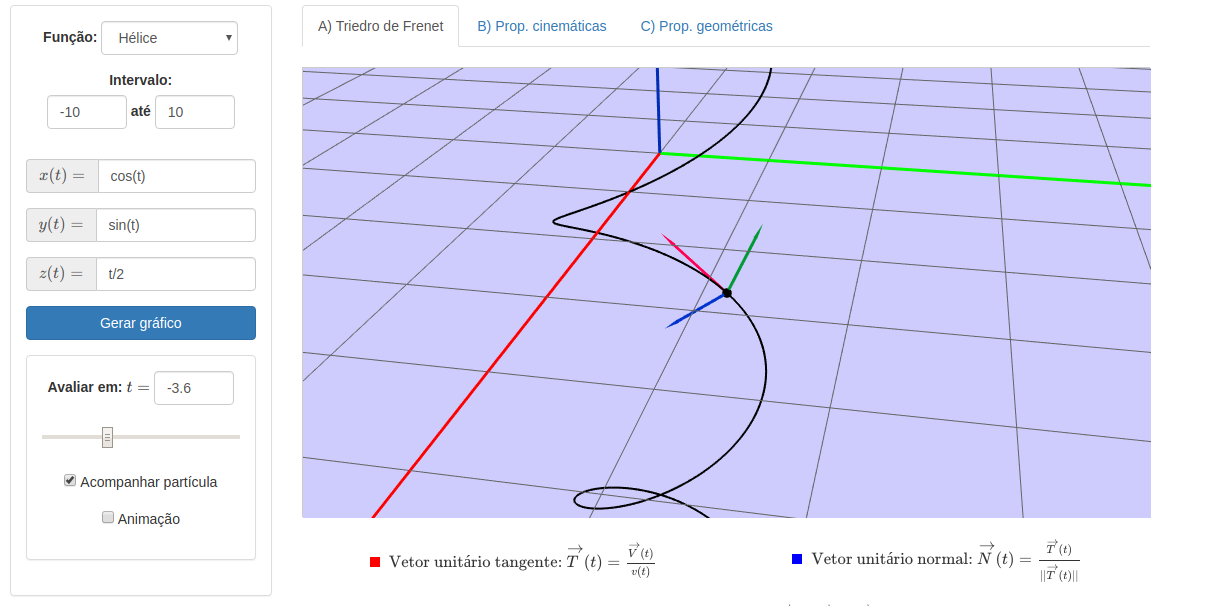 Função: Hélice
Intervalo:
-10 até 10
x(t) = cos(t)
y(t) = sin(t)
z(t) = t/2
Gerar gráfico
Avaliar em: t = -3.6
Acompanhar partícula
Animação
A) Triedro de Frenet B) Prop. cinemáticas C) Prop. geométricas
Vetor unitário tangente: $\overrightarrow{T}(t) = \frac{\overrightarrow{V}(t)}{v(t)}$
Vetor unitário normal: $\overrightarrow{N}(t) = \frac{\overrightarrow{T}(t)}{||\overrightarrow{T}(t)||}$